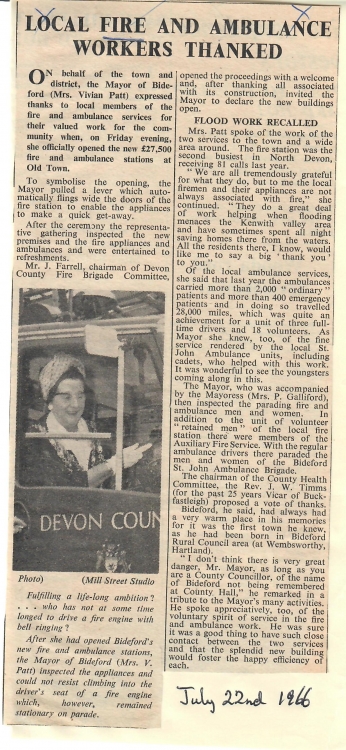 LOCAL FIRE AND AMBULANCE
WORKERS THANKED
ON behalf of the town and
district, the Mayor of Bide-
ford (Mrs. Vivian Patt) expressed
thanks to local members of the
fire and ambulance services for
their valued work for the com-
munity when, on Friday evening,
she officially opened the new £27,500
fire and ambulance stations at
Old Town.
To symbolise the opening, the
Mayor pulled a lever which auto-
matically flings wide the doors of the
fire station to enable the appliances
to make a quick get-away.
After the ceremony the representa-
tive gathering inspected the new
premises and the fire appliances and
ambulances and were entertained to
refreshments.
Mr. J. Farrell, chairman of Devon
County Fire Brigade Committee,
DEVON COUN
Photo) (Mill Street Studio
Fulfilling a life-long ambition?
. . . who has not at some time
longed to drive a fire engine with
bell ringing?
After she had opened Bideford's
new fire and ambulance stations,
the Mayor of Bideford (Mrs. V.
Patt) inspected the appliances and
could not resist climbing into the
driver's seat of a fire engine
which, however, remained
stationary on parade.
opened the proceedings with a welcome
and, after thanking all associated
with its construction, invited the
Mayor to declare the new buildings
open.
FLOOD WORK RECALLED
Mrs. Patt spoke of the work of the
two services to the town and a wide
area around. The fire station was the
second busiest in North Devon,
receiving 81 calls last year.
" We are all tremendously grateful
for what they do, but to me the local
firemen and their appliances are not
always associated with fire," she
continued. " They do a great deal
of work helping when flooding
menaces the Kenwith valley area
and have sometimes spent all night
saving homes there from the waters.
All the residents there, I know, would
like me to say a big ' thank you '
to you."
Of the local ambulance services,
she said that last year the ambulances
carried more than 2,000 " ordinary "
patients and more than 400 emergency
patients and in doing so travelled
28,000 miles, which was quite an
achievement for a unit of three full-
time drivers and 18 volunteers. As
Mayor she knew, too, of the fine
service rendered by the local St.
John Ambulance units, including
cadets, who helped with this work.
It was wonderful to see the youngsters
coming along in this.
The Mayor, who was accompanied
by the Mayoress (Mrs. P. Galliford),
then inspected the parading fire and
ambulance men and women. In
addition to the unit of volunteer
" retained men " of the local fire
station there were members of the
Auxiliary Fire Service. With the regular
ambulance drivers there paraded the
men and women of the Bideford
St. John Ambulance Brigade.
The chairman of the County Health
Committee, the Rev. J. W. Timms
(for the past 25 years Vicar of Buck-
fastleigh) proposed a vote of thanks.
Bideford, he said, had always had
a very warm place in his memories
for it was the first town he knew,
as he had been born in Bideford
Rural Council area (at Wembsworthy,
Hartland).
" I don't think there is very great
danger, Mr. Mayor, as long as you
are a County Councillor, of the name
of Bideford not being remembered
at County Hall," he remarked in a
tribute to the Mayor's many activities.
He spoke appreciatively, too, of the
voluntary spirit of service in the fire
and ambulance work. He was sure
it was a good thing to have such close
contact between the two services
and that the splendid new building
would foster the happy efficiency of
each.
July 22nd 1966